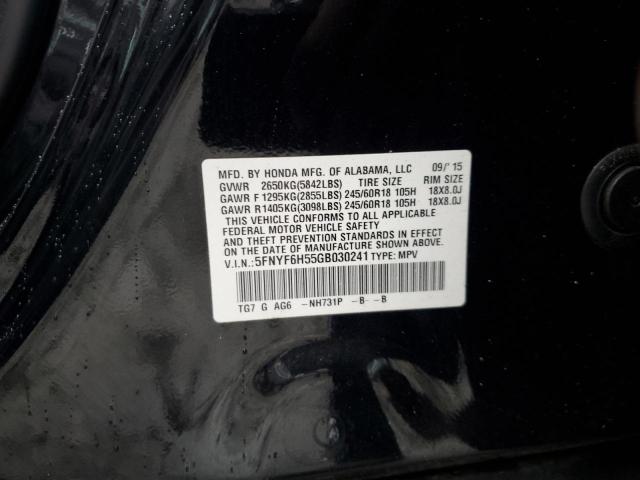 MFD. BY HONDA MFG. OF ALABAMA, LLC 09/'15
GVWR 2650KG(5842LBS) TIRE SIZE RIM SIZE
GAWR F 1295KG(2855LBS) 245/60R18 105H 18X8.0J
GAWR R1405KG(3098LBS) 245/60R18 105H 18X8.0J
THIS VEHICLE CONFORMS TO ALL APPLICABLE
FEDERAL MOTOR VEHICLE SAFETY
AND THEFT PREVENTION STANDARDS IN EFFECT
ON THE DATE OF MANUFACTURE SHOWN ABOVE.
V.I.N.:5FNYF6H55GB030241 TYPE: MPV
TG7 G AG6 -NH731P -B- -B